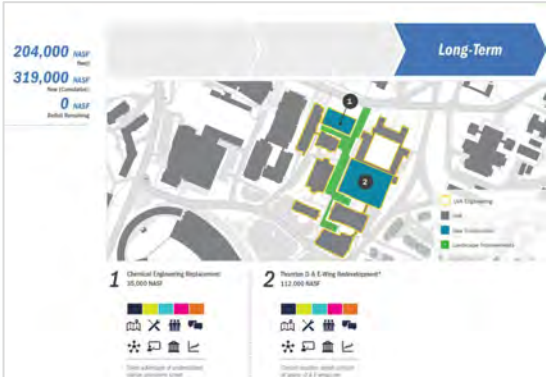 Long-Term
204,000 NASF
Need
319,000 NASF
New (Cumulative)
0 NASF
Deficit Remaining
1
2
UVA Engineering
UVA
New Construction
Landscape Improvements
1 Chemical Engineering Replacement
35,000 NASF
2 Thornton D & E-Wing Redevelopment*
112,000 NASF